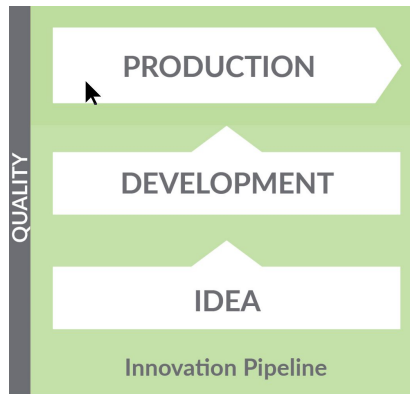 QUALITY
PRODUCTION
DEVELOPMENT
IDEA
Innovation Pipeline